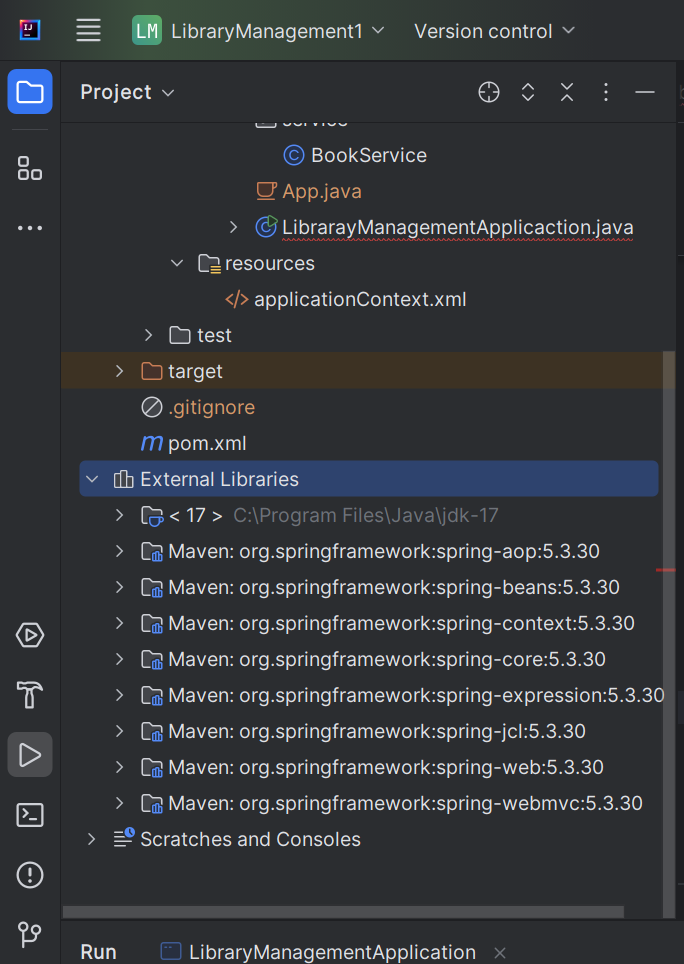 LM LibraryManagement1 Version control
Project
service
BookService
App.java
LibrarayManagementApplicaction.java
resources
applicationContext.xml
test
target
.gitignore
pom.xml
External Libraries
< 17 > C:\Program Files\Java\jdk-17
Maven: org.springframework:spring-aop:5.3.30
Maven: org.springframework:spring-beans:5.3.30
Maven: org.springframework:spring-context:5.3.30
Maven: org.springframework:spring-core:5.3.30
Maven: org.springframework:spring-expression:5.3.30
Maven: org.springframework:spring-jcl:5.3.30
Maven: org.springframework:spring-web:5.3.30
Maven: org.springframework:spring-webmvc:5.3.30
Scratches and Consoles
Run LibraryManagementApplication